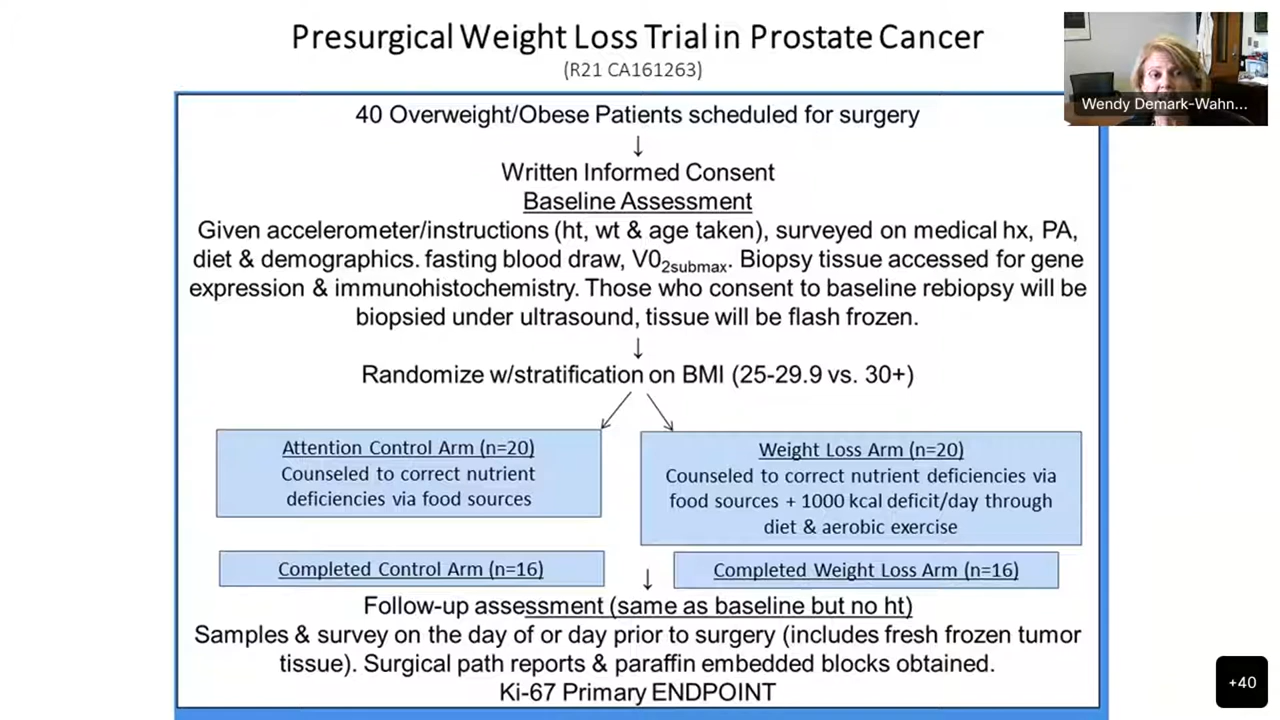 Presurgical Weight Loss Trial in Prostate Cancer
(R21 CA161263)
Wendy Demark-Wahn...
40 Overweight/Obese Patients scheduled for surgery
↓
Written Informed Consent
Baseline Assessment
Given accelerometer/instructions (ht, wt & age taken), surveyed on medical hx, PA,
diet & demographics. fasting blood draw, V0₂submax. Biopsy tissue accessed for gene
expression & immunohistochemistry. Those who consent to baseline rebiopsy will be
biopsied under ultrasound, tissue will be flash frozen.
↓
Randomize w/stratification on BMI (25-29.9 vs. 30+)
Attention Control Arm (n=20)
Counseled to correct nutrient
deficiencies via food sources
Weight Loss Arm (n=20)
Counseled to correct nutrient deficiencies via
food sources + 1000 kcal deficit/day through
diet & aerobic exercise
Completed Control Arm (n=16)
↓
Completed Weight Loss Arm (n=16)
Follow-up assessment (same as baseline but no ht)
Samples & survey on the day of or day prior to surgery (includes fresh frozen tumor
tissue). Surgical path reports & paraffin embedded blocks obtained.
Ki-67 Primary ENDPOINT
+40